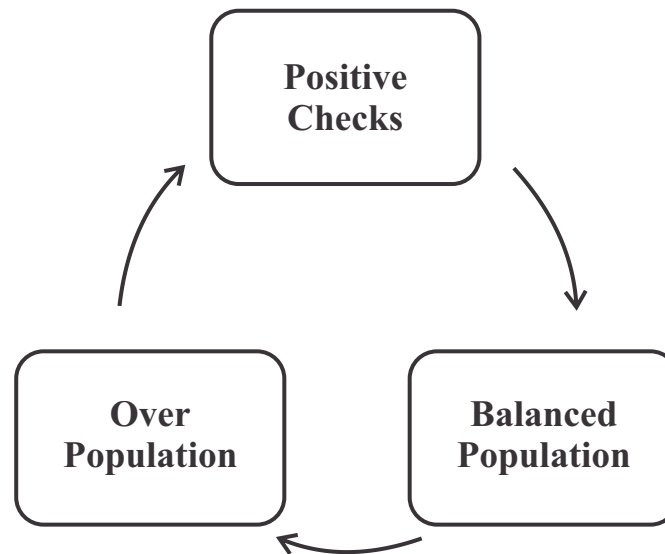 Positive
Checks
Over
Population
Balanced
Population